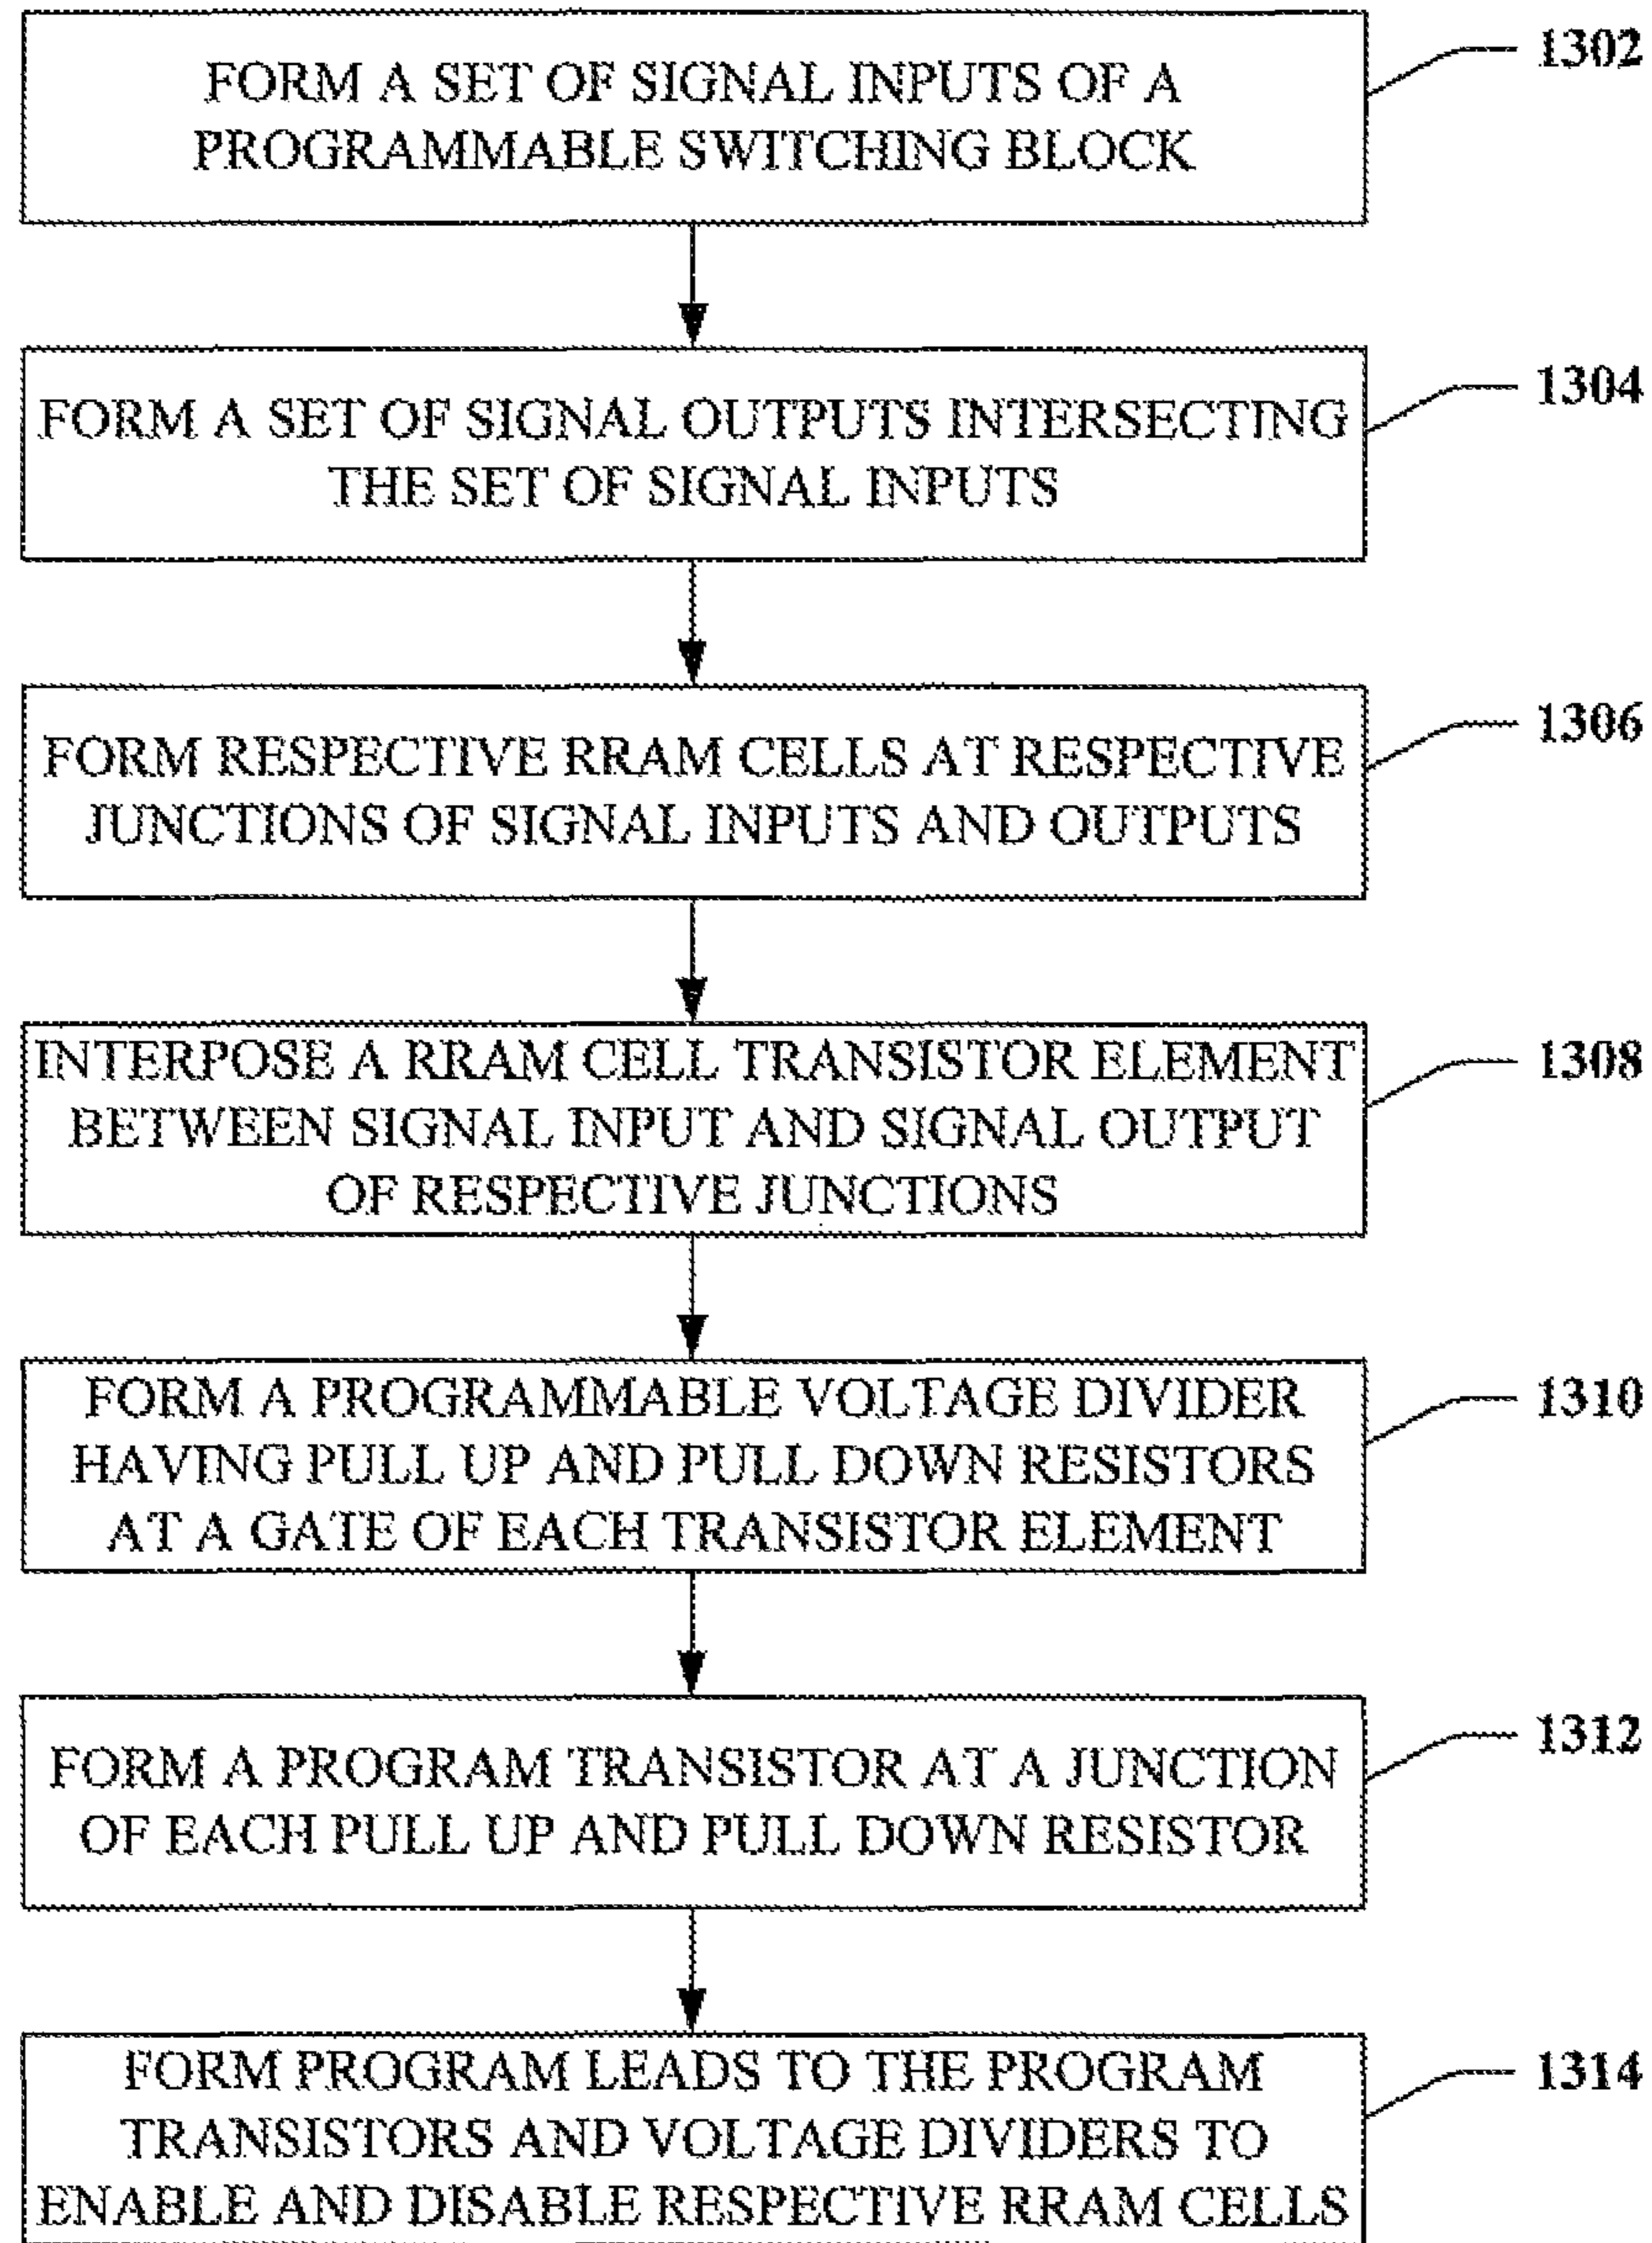 FORM A SET OF SIGNAL INPUTS OF A
PROGRAMMABLE SWITCHING BLOCK
1302
FORM A SET OF SIGNAL OUTPUTS INTERSECTING
THE SET OF SIGNAL INPUTS
1304
FORM RESPECTIVE RRAM CELLS AT RESPECTIVE
JUNCTIONS OF SIGNAL INPUTS AND OUTPUTS
1306
INTERPOSE A RRAM CELL TRANSISTOR ELEMENT
BETWEEN SIGNAL INPUT AND SIGNAL OUTPUT
OF RESPECTIVE JUNCTIONS
1308
FORM A PROGRAMMABLE VOLTAGE DIVIDER
HAVING PULL UP AND PULL DOWN RESISTORS
AT A GATE OF EACH TRANSISTOR ELEMENT
1310
FORM A PROGRAM TRANSISTOR AT A JUNCTION
OF EACH PULL UP AND PULL DOWN RESISTOR
1312
FORM PROGRAM LEADS TO THE PROGRAM
TRANSISTORS AND VOLTAGE DIVIDERS TO
ENABLE AND DISABLE RESPECTIVE RRAM CELLS
1314